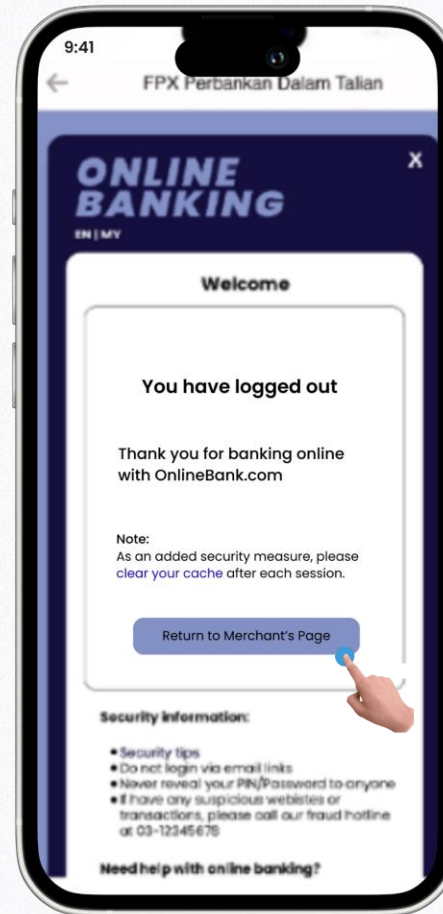 9:41
FPX Perbankan Dalam Talian
ONLINE
BANKING
X
EN | MY
Welcome
You have logged out
Thank you for banking online
with OnlineBank.com
Note:
As an added security measure, please
clear your cache after each session.
Return to Merchant's Page
Security information:
Security tips
Do not login via email links
Never reveal your PIN/Password to anyone
If have any suspicious webistes or
transactions, please call our fraud hotline
at 03-12345678
Need help with online banking?